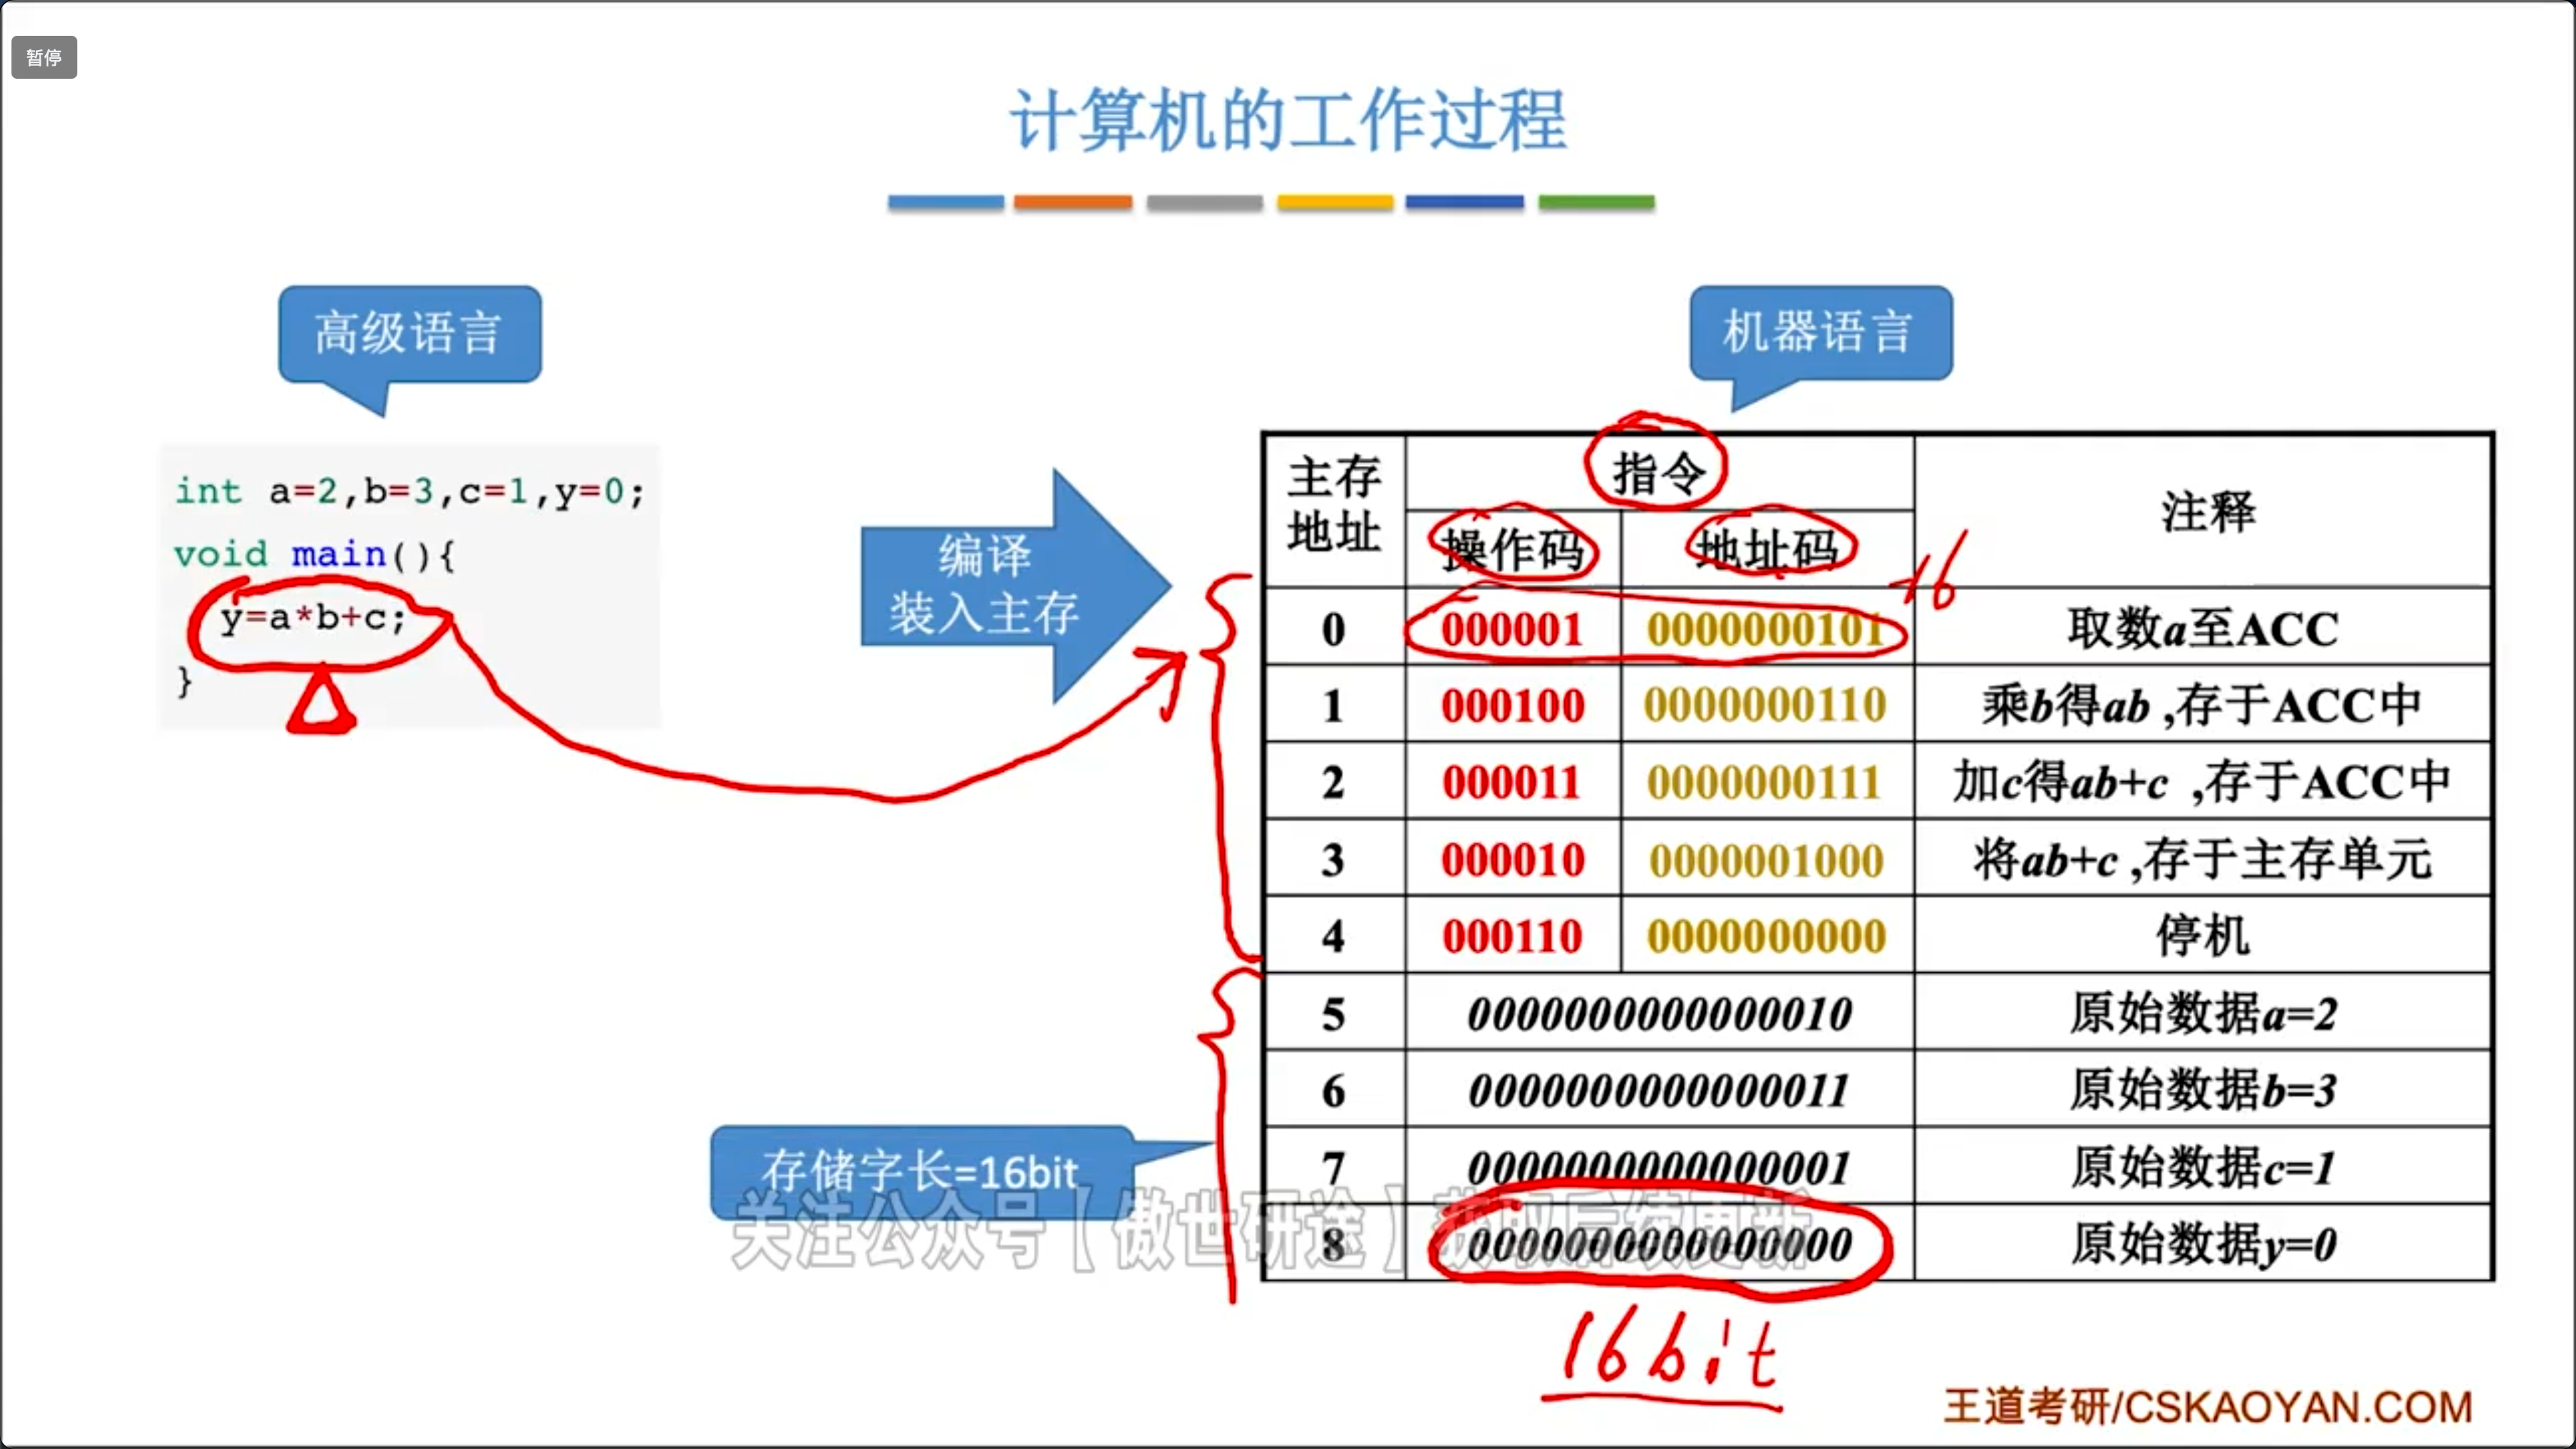 暂停
计算机的工作过程
高级语言
机器语言
int a=2,b=3,c=1,y=0;
void main(){
y=a*b+c;
}
编译
装入主存
主存地址 指令 注释
操作码 地址码
16
0 000001 0000000101 取数a至ACC
1 000100 0000000110 乘b得ab ,存于ACC中
2 000011 0000000111 加c得ab+c ,存于ACC中
3 000010 0000001000 将ab+c ,存于主存单元
4 000110 0000000000 停机
5 0000000000000010 原始数据a=2
6 0000000000000011 原始数据b=3
7 0000000000000001 原始数据c=1
8 0000000000000000 原始数据y=0
存储字长=16bit
关注公众号【傲世研途】获取后续更新
16bit
王道考研/CSKAOYAN.COM